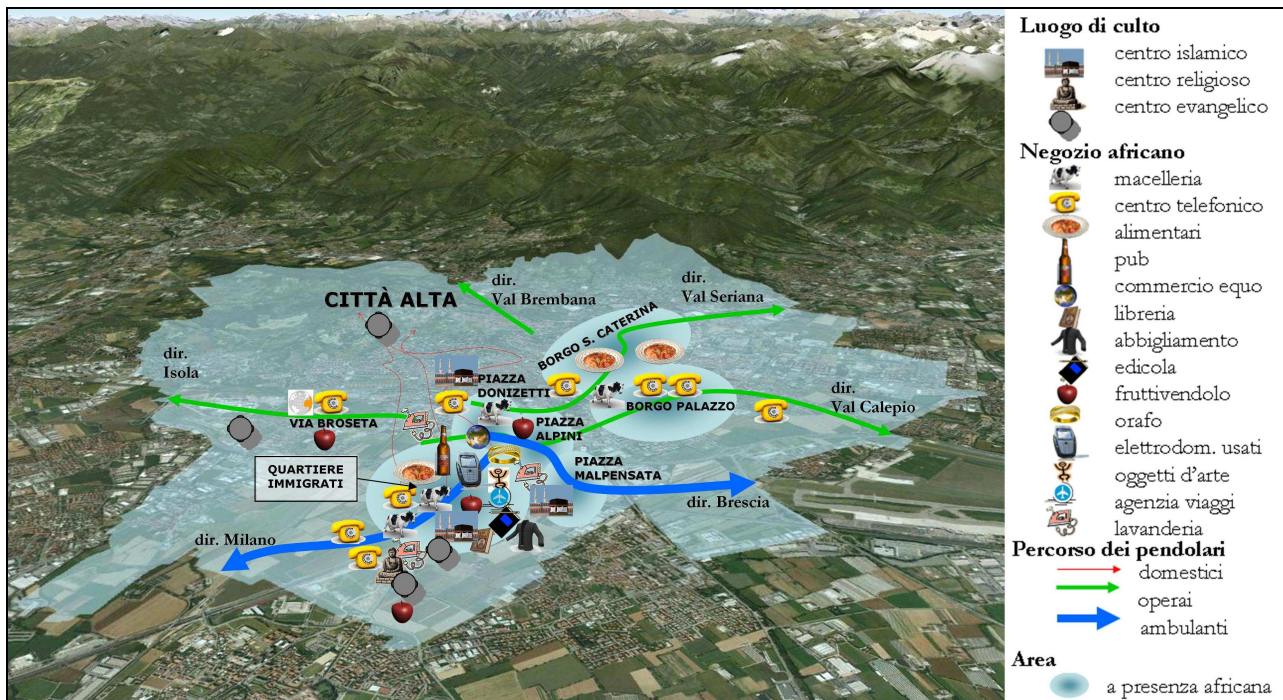 CITTÀ ALTA
dir.
Val Brembana
dir.
Val Seriana
BORGO S. CATERINA
dir.
Isola
PIAZZA
DONIZETTI
BORGO PALAZZO
dir.
Val Calepio
VIA BROSETA
PIAZZA
ALPINI
QUARTIERE
IMMIGRATI
PIAZZA
MALPENSATA
dir. Brescia
dir. Milano
Luogo di culto
centro islamico
centro religioso
centro evangelico
Negozio africano
macelleria
centro telefonico
alimentari
pub
commercio equo
libreria
abbigliamento
edicola
fruttivendolo
orafo
elettrodom. usati
oggetti d'arte
agenzia viaggi
lavanderia
Percorso dei pendolari
domestici
operai
ambulanti
Area
a presenza africana